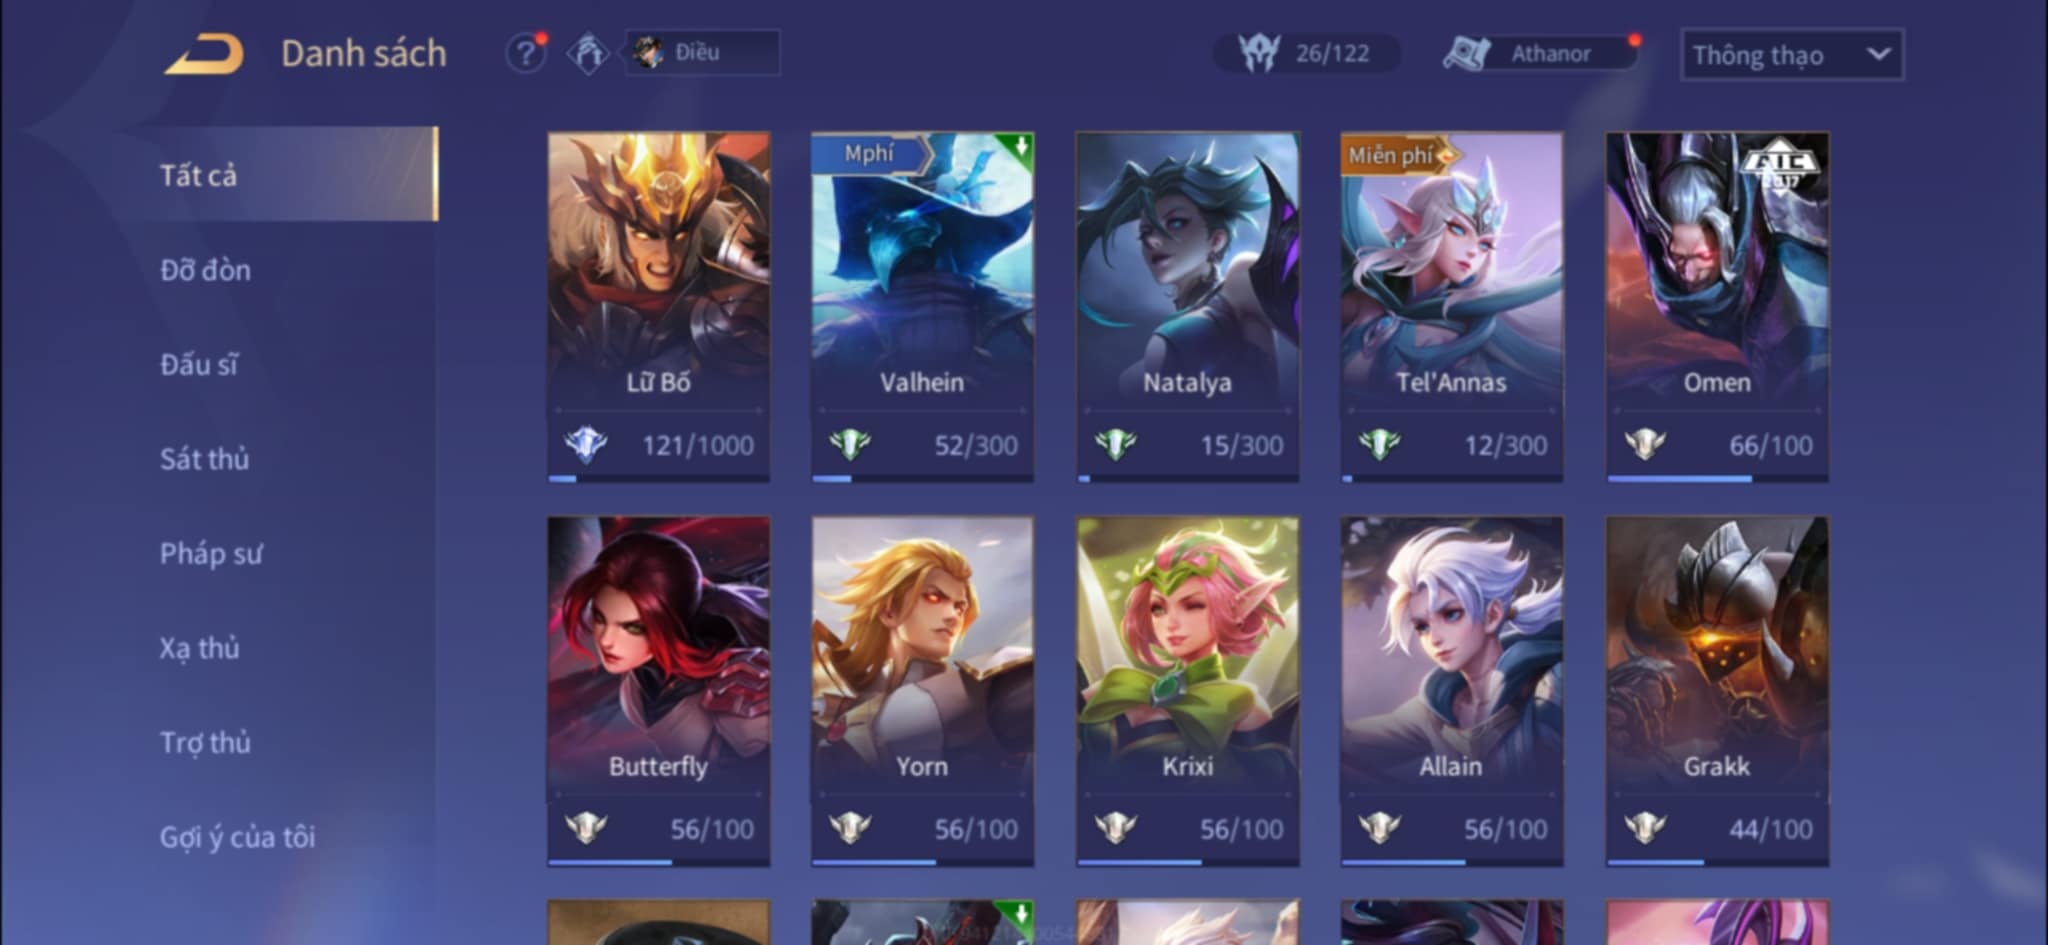 Danh sách
?
Điều
26/122
Athanor
Thông thạo
Tất cả
Đỡ đòn
Đấu sĩ
Sát thủ
Pháp sư
Xạ thủ
Trợ thủ
Gợi ý của tôi
Lữ Bố
121/1000
Mphí
Valhein
52/300
Natalya
15/300
Miễn phí
Tel'Annas
12/300
AIC
2017
Omen
66/100
Butterfly
56/100
Yorn
56/100
Krixi
56/100
Allain
56/100
Grakk
44/100